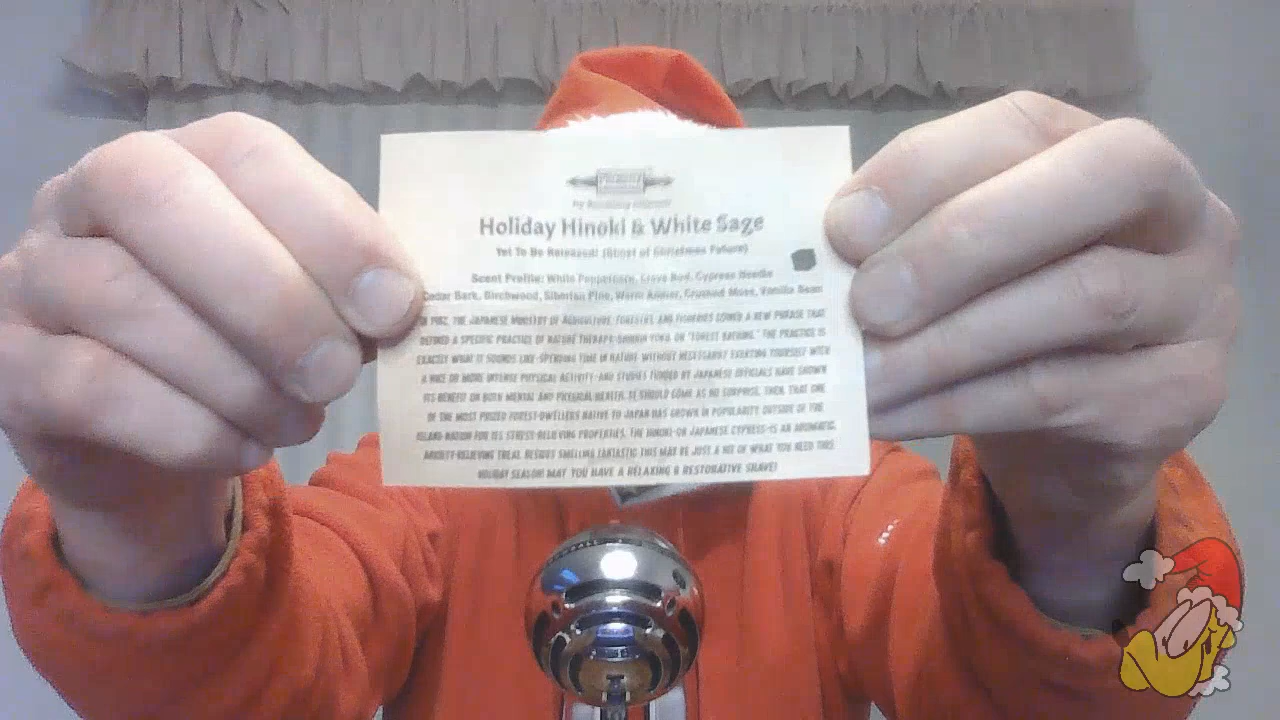 Holiday Hinoki & White Sage
Yet To Be Released! (Ghost of Christmas Future)
Scent Profile: White Peppercorn, Clove Bud, Cypress Needle
Cedar Bark, Birchwood, Siberian Pine, Warm Amber, Crushed Moss, Vanilla Bean
IN 1982, THE JAPANESE MINISTRY OF AGRICULTURE, FORESTRY, AND FISHERIES COINED A NEW PHRASE THAT
DEFINED A SPECIFIC PRACTICE OF NATURE THERAPY: SHINRIN-YOKU, OR "FOREST BATHING." THE PRACTICE IS
EXACTLY WHAT IT SOUNDS LIKE-SPENDING TIME IN NATURE WITHOUT NECESSARILY EXERTING YOURSELF WITH
A HIKE OR MORE INTENSE PHYSICAL ACTIVITY-AND STUDIES FUNDED BY JAPANESE OFFICIALS HAVE SHOWN
ITS BENEFIT ON BOTH MENTAL AND PHYSICAL HEALTH. IT SHOULD COME AS NO SURPRISE, THEN, THAT ONE
OF THE MOST PRIZED FOREST-DWELLERS NATIVE TO JAPAN HAS GROWN IN POPULARITY OUTSIDE OF THE
ISLAND NATION FOR ITS STRESS-RELIEVING PROPERTIES. THE HINOKI-OR JAPANESE CYPRESS-IS AN AROMATIC,
ANXIETY-RELIEVING TREAT. BESIDES SMELLING FANTASTIC THIS MAY BE JUST A BIT OF WHAT YOU NEED THIS
HOLIDAY SEASON! MAY YOU HAVE A RELAXING & RESTORATIVE SHAVE!